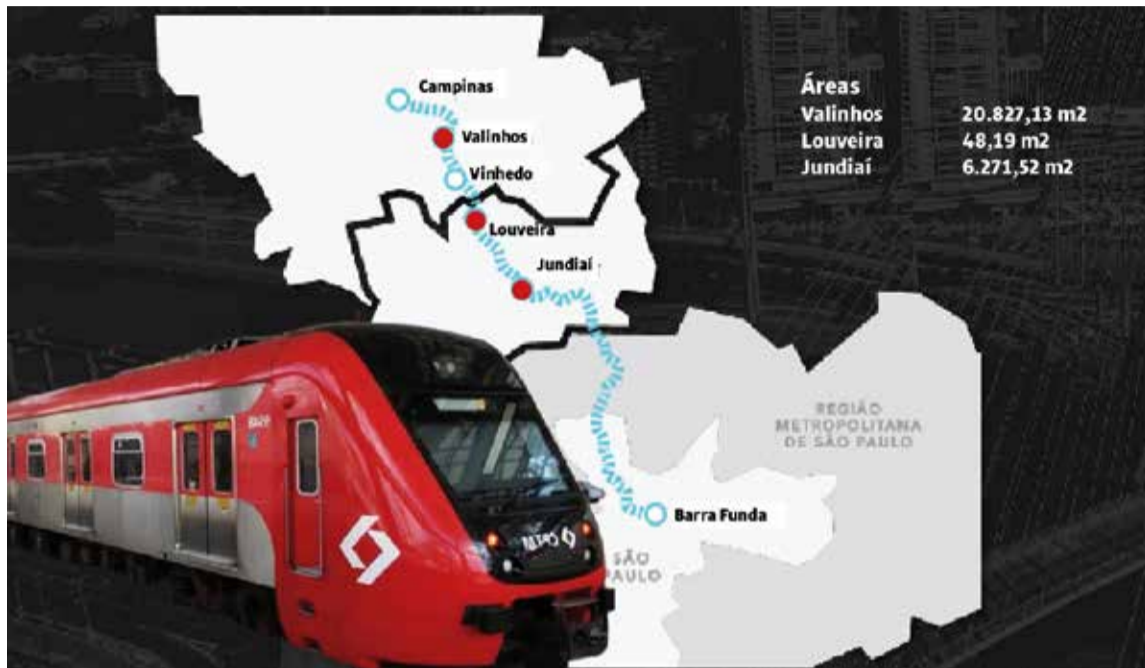 Campinas
Valinhos
Vinhedo
Louveira
Jundiaí
Barra Funda
Áreas
Valinhos 20.827,13 m2
Louveira 48,19 m2
Jundiaí 6.271,52 m2
REGIÃO
METROPOLITANA
DE SÃO PAULO
SÃO
PAULO